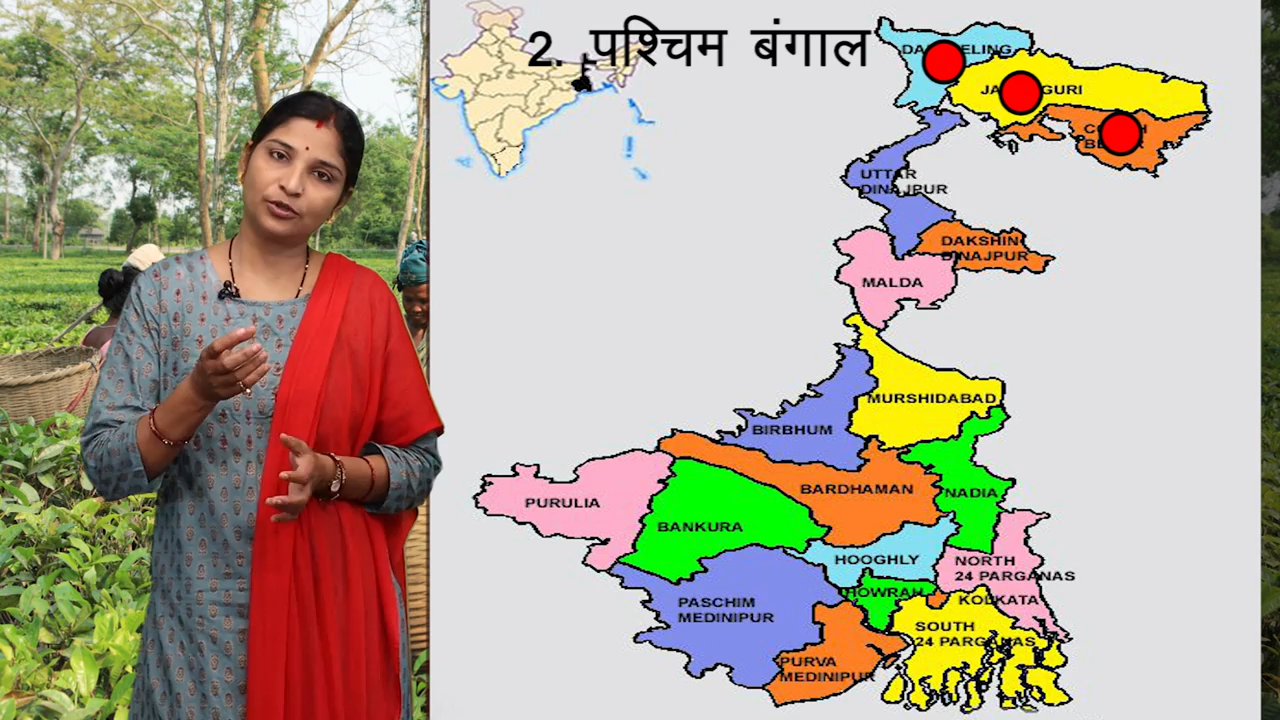 2. पश्चिम बंगाल
UTTAR
DINAJPUR
DAKSHIN
DINAJPUR
MALDA
MURSHIDABAD
BIRBHUM
BARDHAMAN
PURULIA
NADIA
BANKURA
HOOGHLY
NORTH
24 PARGANAS
HOWRAH
KOLKATA
PASCHIM
MEDINIPUR
SOUTH
24 PARGANAS
PURVA
MEDINIPUR